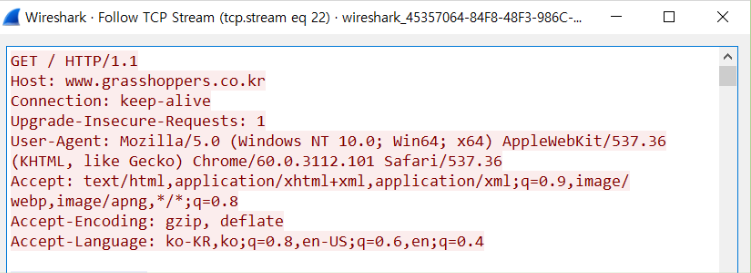 Wireshark · Follow TCP Stream (tcp.stream eq 22) · wireshark_45357064-84F8-48F3-986C-...
GET / HTTP/1.1
Host: www.grasshoppers.co.kr
Connection: keep-alive
Upgrade-Insecure-Requests: 1
User-Agent: Mozilla/5.0 (Windows NT 10.0; Win64; x64) AppleWebKit/537.36
(KHTML, like Gecko) Chrome/60.0.3112.101 Safari/537.36
Accept: text/html,application/xhtml+xml,application/xml;q=0.9,image/
webp,image/apng,*/*;q=0.8
Accept-Encoding: gzip, deflate
Accept-Language: ko-KR,ko;q=0.8,en-US;q=0.6,en;q=0.4